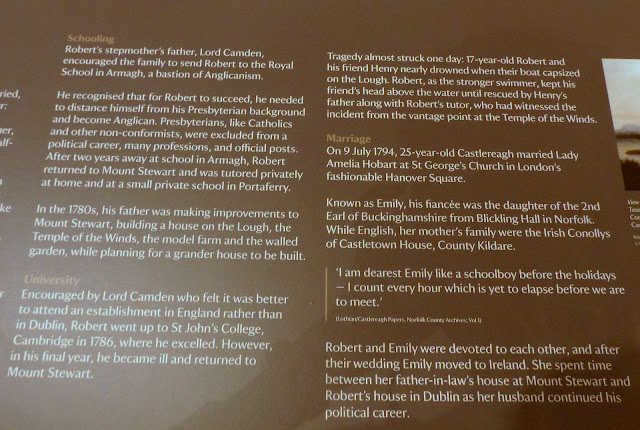 Schooling
Robert's stepmother's father, Lord Camden,
encouraged the family to send Robert to the Royal
School in Armagh, a bastion of Anglicanism.
He recognised that for Robert to succeed, he needed
to distance himself from his Presbyterian background
and become Anglican. Presbyterians, like Catholics
and other non-conformists, were excluded from a
political career, many professions, and official posts.
After two years away at school in Armagh, Robert
returned to Mount Stewart and was tutored privately
at home and at a small private school in Portaferry.
In the 1780s, his father was making improvements to
Mount Stewart, building a house on the Lough, the
Temple of the Winds, the model farm and the walled
garden, while planning for a grander house to be built.
University
Encouraged by Lord Camden who felt it was better
to attend an establishment in England rather than
in Dublin, Robert went up to St John's College,
Cambridge in 1786, where he excelled. However,
in his final year, he became ill and returned to
Mount Stewart.
Tragedy almost struck one day: 17-year-old Robert and
his friend Henry nearly drowned when their boat capsized
on the Lough. Robert, as the stronger swimmer, kept his
friend's head above the water until rescued by Henry's
father along with Robert's tutor, who had witnessed the
incident from the vantage point at the Temple of the Winds.
Marriage
On 9 July 1794, 25-year-old Castlereagh married Lady
Amelia Hobart at St George's Church in London's
fashionable Hanover Square.
Known as Emily, his fiancée was the daughter of the 2nd
Earl of Buckinghamshire from Blickling Hall in Norfolk.
While English, her mother's family were the Irish Conollys
of Castletown House, County Kildare.
'I am dearest Emily like a schoolboy before the holidays
– I count every hour which is yet to elapse before we are
to meet.'
(Lothian/Castlereagh Papers, Norfolk County Archives, Vol 1)
Robert and Emily were devoted to each other, and after
their wedding Emily moved to Ireland. She spent time
between her father-in-law's house at Mount Stewart and
Robert's house in Dublin as her husband continued his
political career.
View